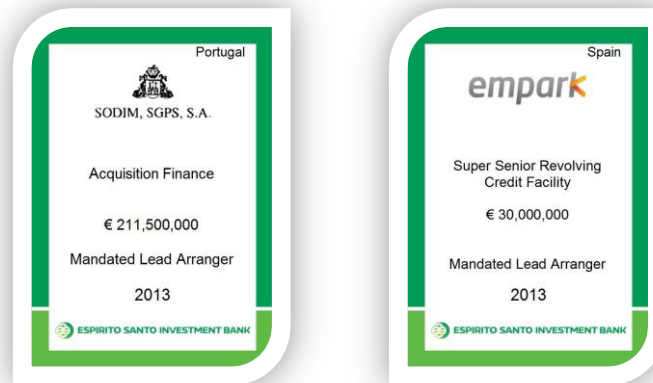 Portugal
SODIM, SGPS, S.A.
Acquisition Finance
€ 211,500,000
Mandated Lead Arranger
2013
ESPIRITO SANTO INVESTMENT BANK
Spain
empark
Super Senior Revolving
Credit Facility
€ 30,000,000
Mandated Lead Arranger
2013
ESPIRITO SANTO INVESTMENT BANK